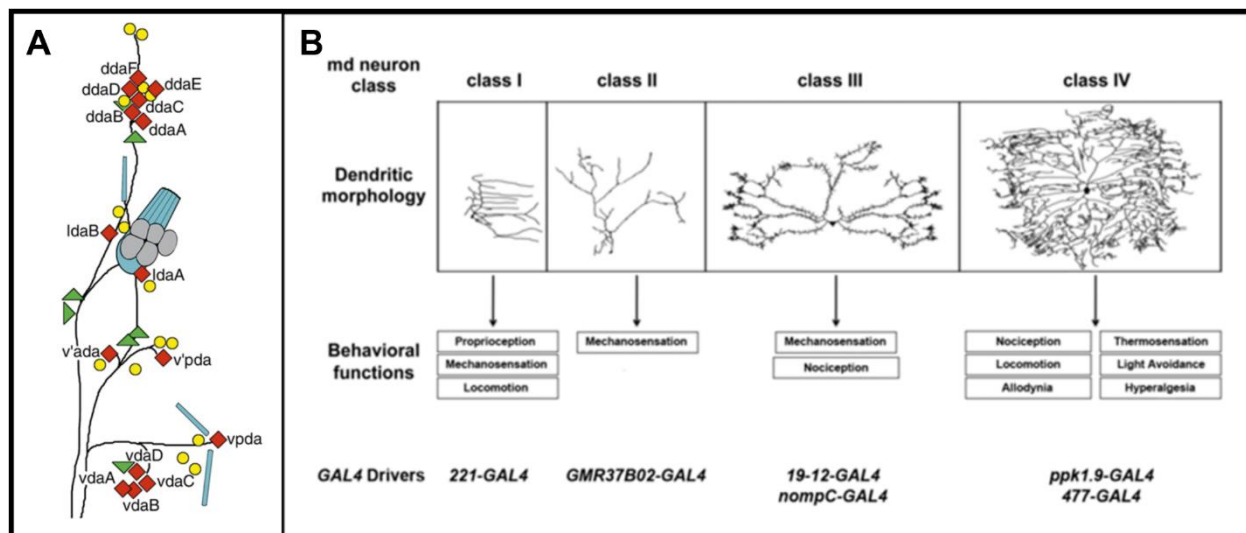 A
ddaF
ddaD
ddaE
ddaC
ddaB
ddaA
ldaB
ldaA
v'ada
v'pda
vpda
vdaD
vdaA
vdaC
vdaB
B
md neuron
class
class I
class II
class III
class IV
Dendritic
morphology
Behavioral
functions
Proprioception
Mechanosensation
Locomotion
Mechanosensation
Mechanosensation
Nociception
Nociception
Thermosensation
Locomotion
Light Avoidance
Allodynia
Hyperalgesia
GAL4 Drivers
221-GAL4
GMR37B02-GAL4
19-12-GAL4
nompC-GAL4
ppk1.9-GAL4
477-GAL4